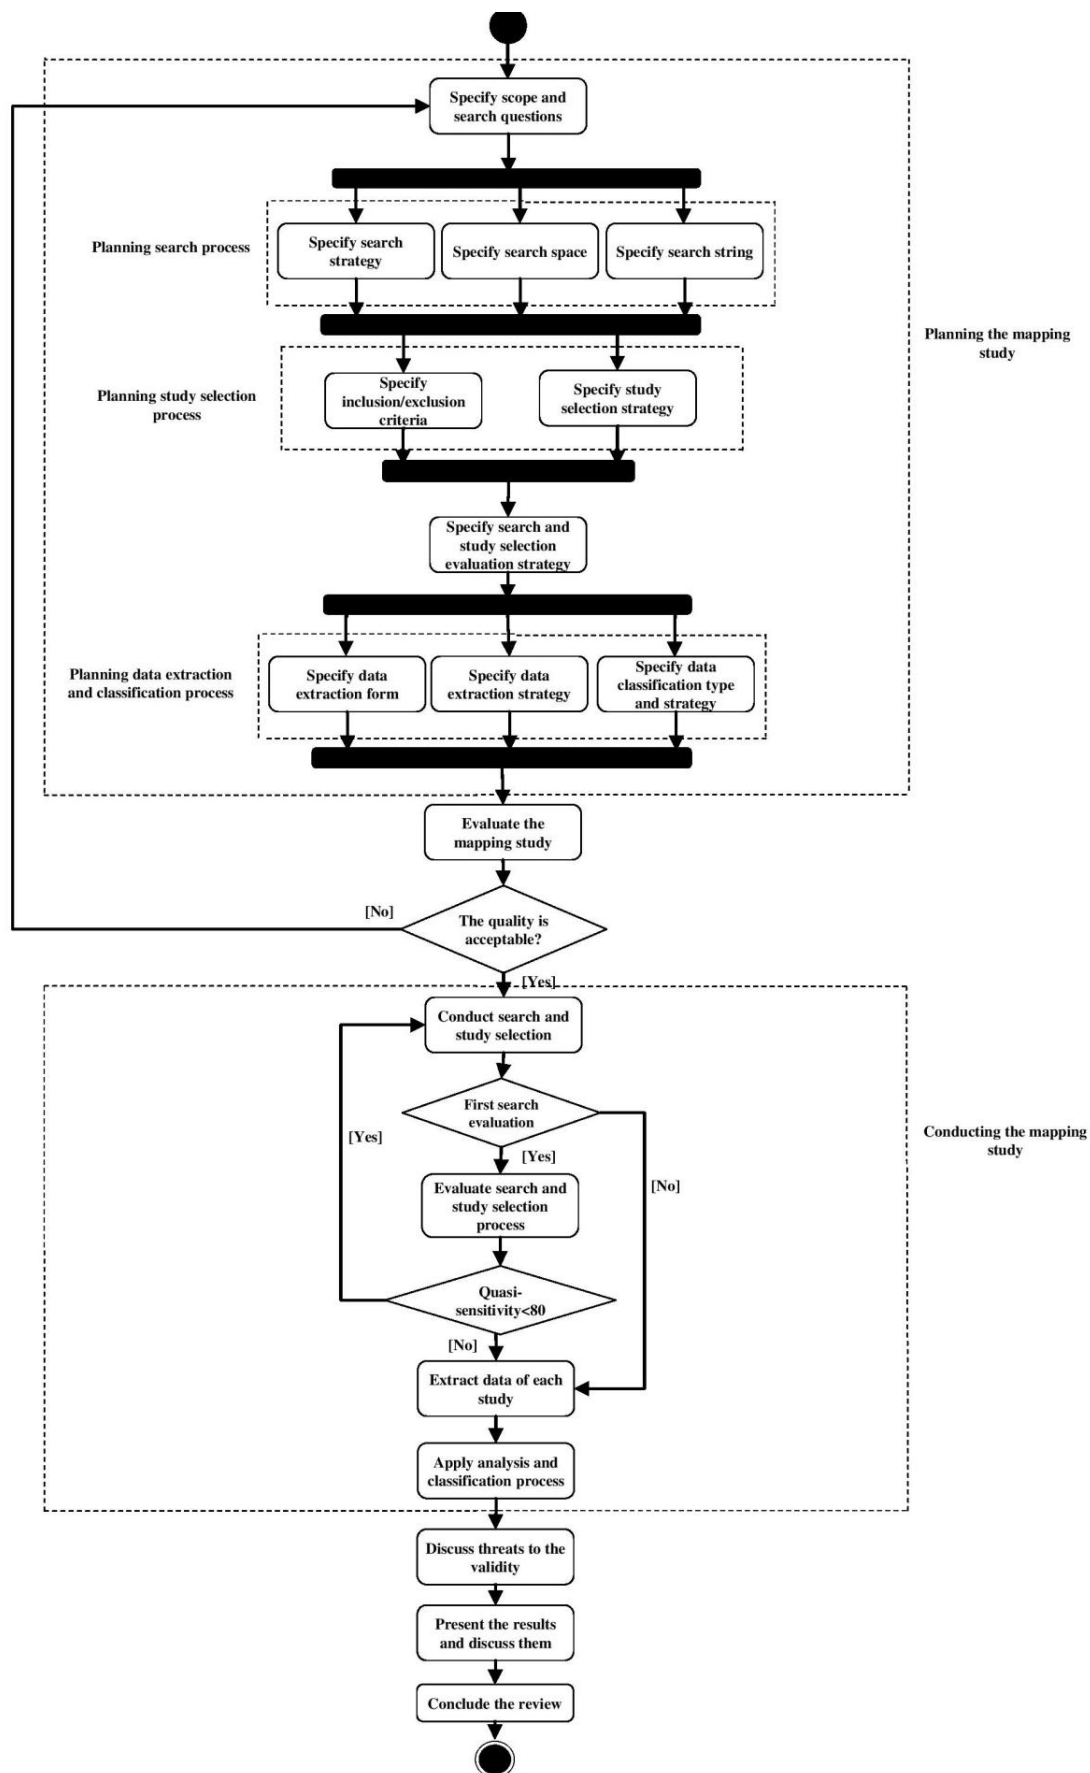 Specify scope and
search questions
Planning search process
Specify search
strategy
Specify search space
Specify search string
Planning the mapping
study
Planning study selection
process
Specify
inclusion/exclusion
criteria
Specify study
selection strategy
Specify search and
study selection
evaluation strategy
Planning data extraction
and classification process
Specify data
extraction form
Specify data
extraction strategy
Specify data
classification type
and strategy
Evaluate the
mapping study
[No]
The quality is
acceptable?
[Yes]
Conduct search and
study selection
First search
evaluation
[Yes]
Conducting the mapping
study
[Yes]
[No]
Evaluate search and
study selection
process
Quasi-
sensitivity<80
[No]
Extract data of each
study
Apply analysis and
classification process
Discuss threats to the
validity
Present the results
and discuss them
Conclude the review